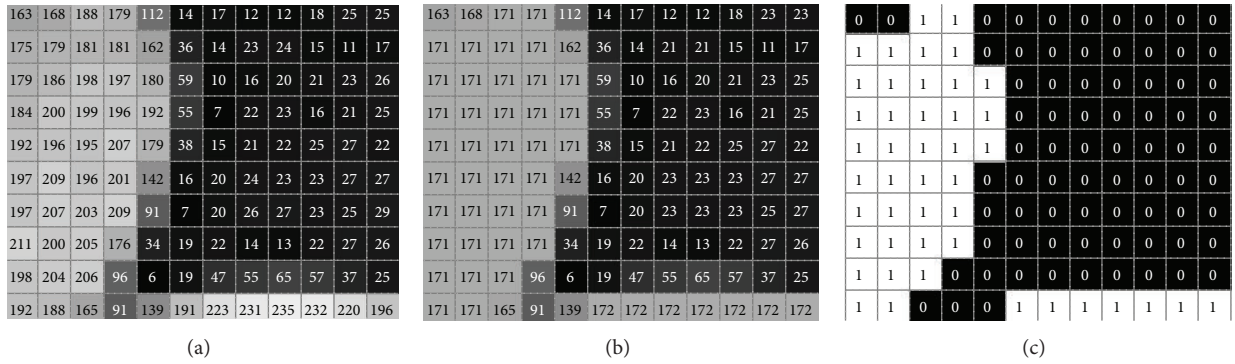 163 168 188 179 112 14 17 12 12 18 25 25
175 179 181 181 162 36 14 23 24 15 11 17
179 186 198 197 180 59 10 16 20 21 23 26
184 200 199 196 192 55 7 22 23 16 21 25
192 196 195 207 179 38 15 21 22 25 27 22
197 209 196 201 142 16 20 24 23 23 27 27
197 207 203 209 91 7 20 26 27 23 25 29
211 200 205 176 34 19 22 14 13 22 27 26
198 204 206 96 6 19 47 55 65 57 37 25
192 188 165 91 139 191 223 231 235 232 220 196
(a)
163 168 171 171 112 14 17 12 12 18 23 23
171 171 171 171 162 36 14 21 21 15 11 17
171 171 171 171 171 59 10 16 20 21 23 25
171 171 171 171 171 55 7 22 23 16 21 25
171 171 171 171 171 38 15 21 22 25 27 22
171 171 171 171 142 16 20 23 23 23 27 27
171 171 171 171 91 7 20 23 23 23 25 27
171 171 171 171 34 19 22 14 13 22 27 26
171 171 171 96 6 19 47 55 65 57 37 25
171 171 165 91 139 172 172 172 172 172 172 172
(b)
0 0 1 1 0 0 0 0 0 0 0 0
1 1 1 1 0 0 0 0 0 0 0 0
1 1 1 1 1 0 0 0 0 0 0 0
1 1 1 1 1 0 0 0 0 0 0 0
1 1 1 1 1 0 0 0 0 0 0 0
1 1 1 1 0 0 0 0 0 0 0 0
1 1 1 1 0 0 0 0 0 0 0 0
1 1 1 1 0 0 0 0 0 0 0 0
1 1 1 0 0 0 0 0 0 0 0 0
1 1 0 0 0 1 1 1 1 1 1 1
(c)